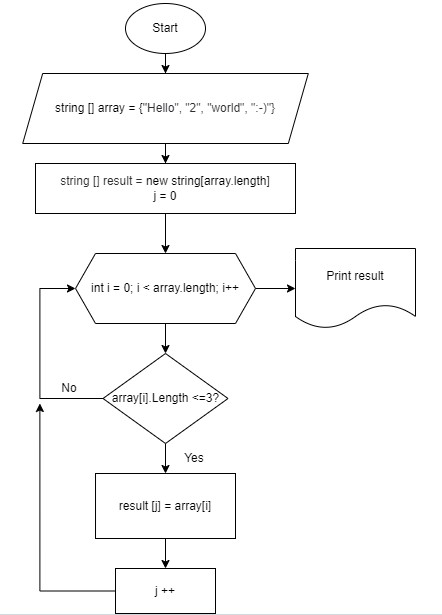 Start
string [] array = {"Hello", "2", "world", ":-)"}
string [] result = new string[array.length]
j = 0
int i = 0; i < array.length; i++
Print result
No
array[i].Length <=3?
Yes
result [j] = array[i]
j ++